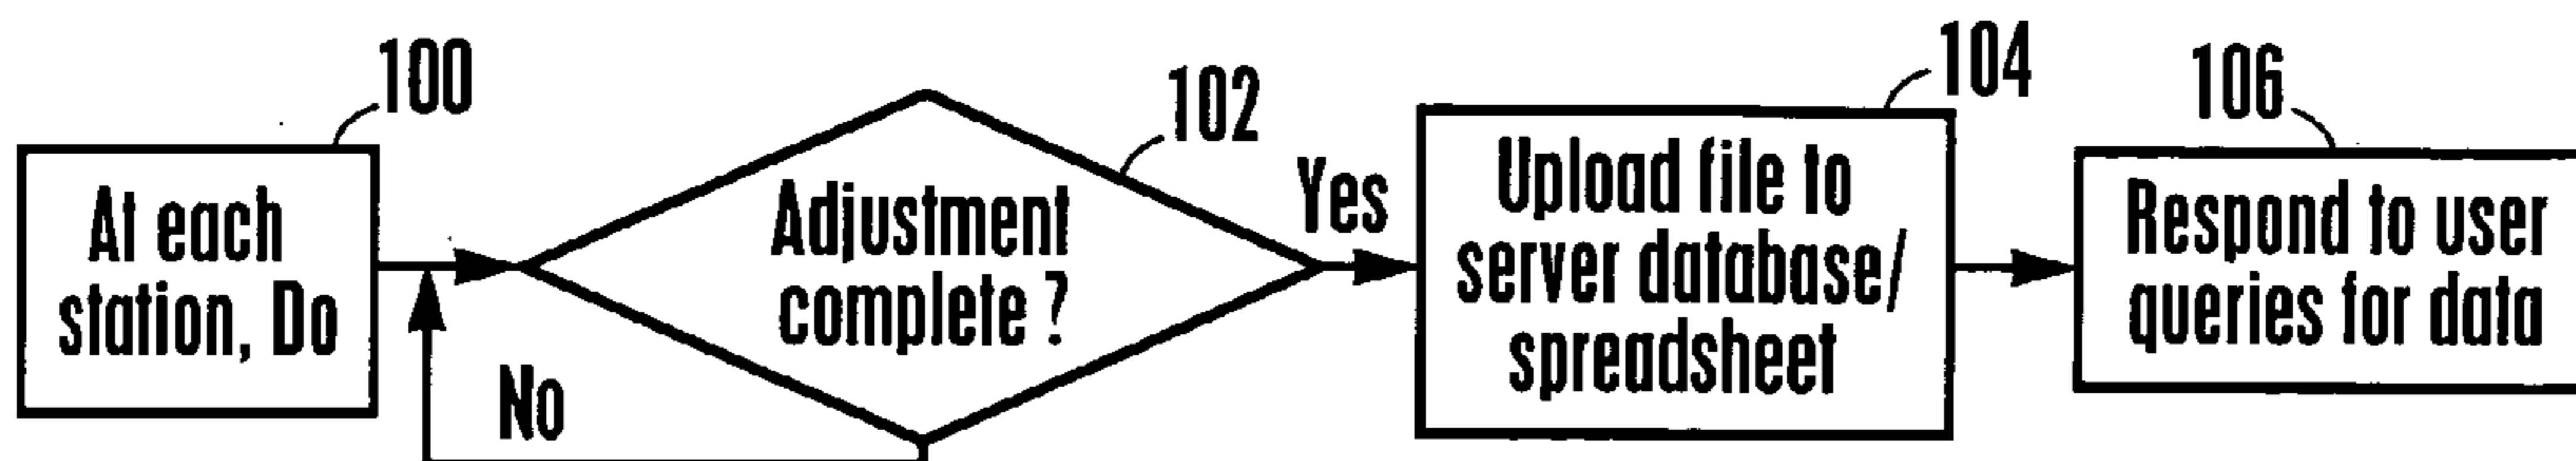 100
At each
station, Do
102
Adjustment
complete ?
Yes
No
104
Upload file to
server database/
spreadsheet
106
Respond to user
queries for data